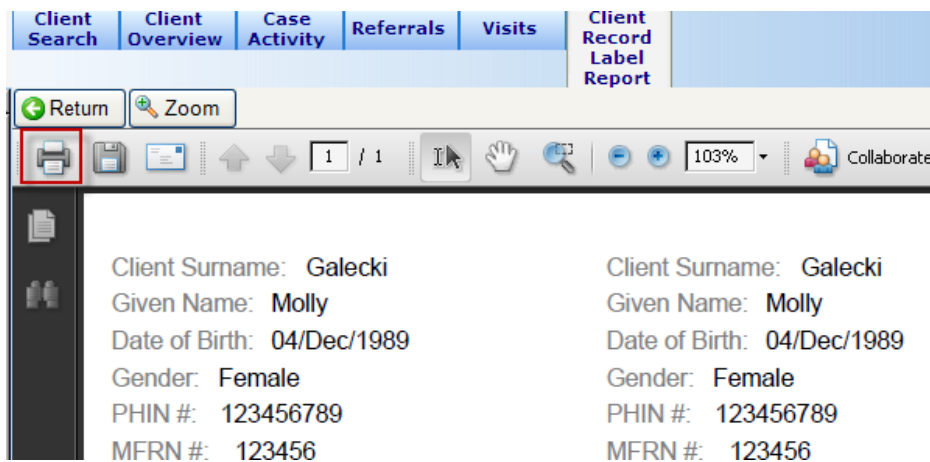 Client Search
Client Overview
Case Activity
Referrals
Visits
Client Record Label Report
Return
Zoom
1 / 1
103%
Collaborate
Client Surname: Galecki
Given Name: Molly
Date of Birth: 04/Dec/1989
Gender: Female
PHIN #: 123456789
MFRN #: 123456
Client Surname: Galecki
Given Name: Molly
Date of Birth: 04/Dec/1989
Gender: Female
PHIN #: 123456789
MFRN #: 123456